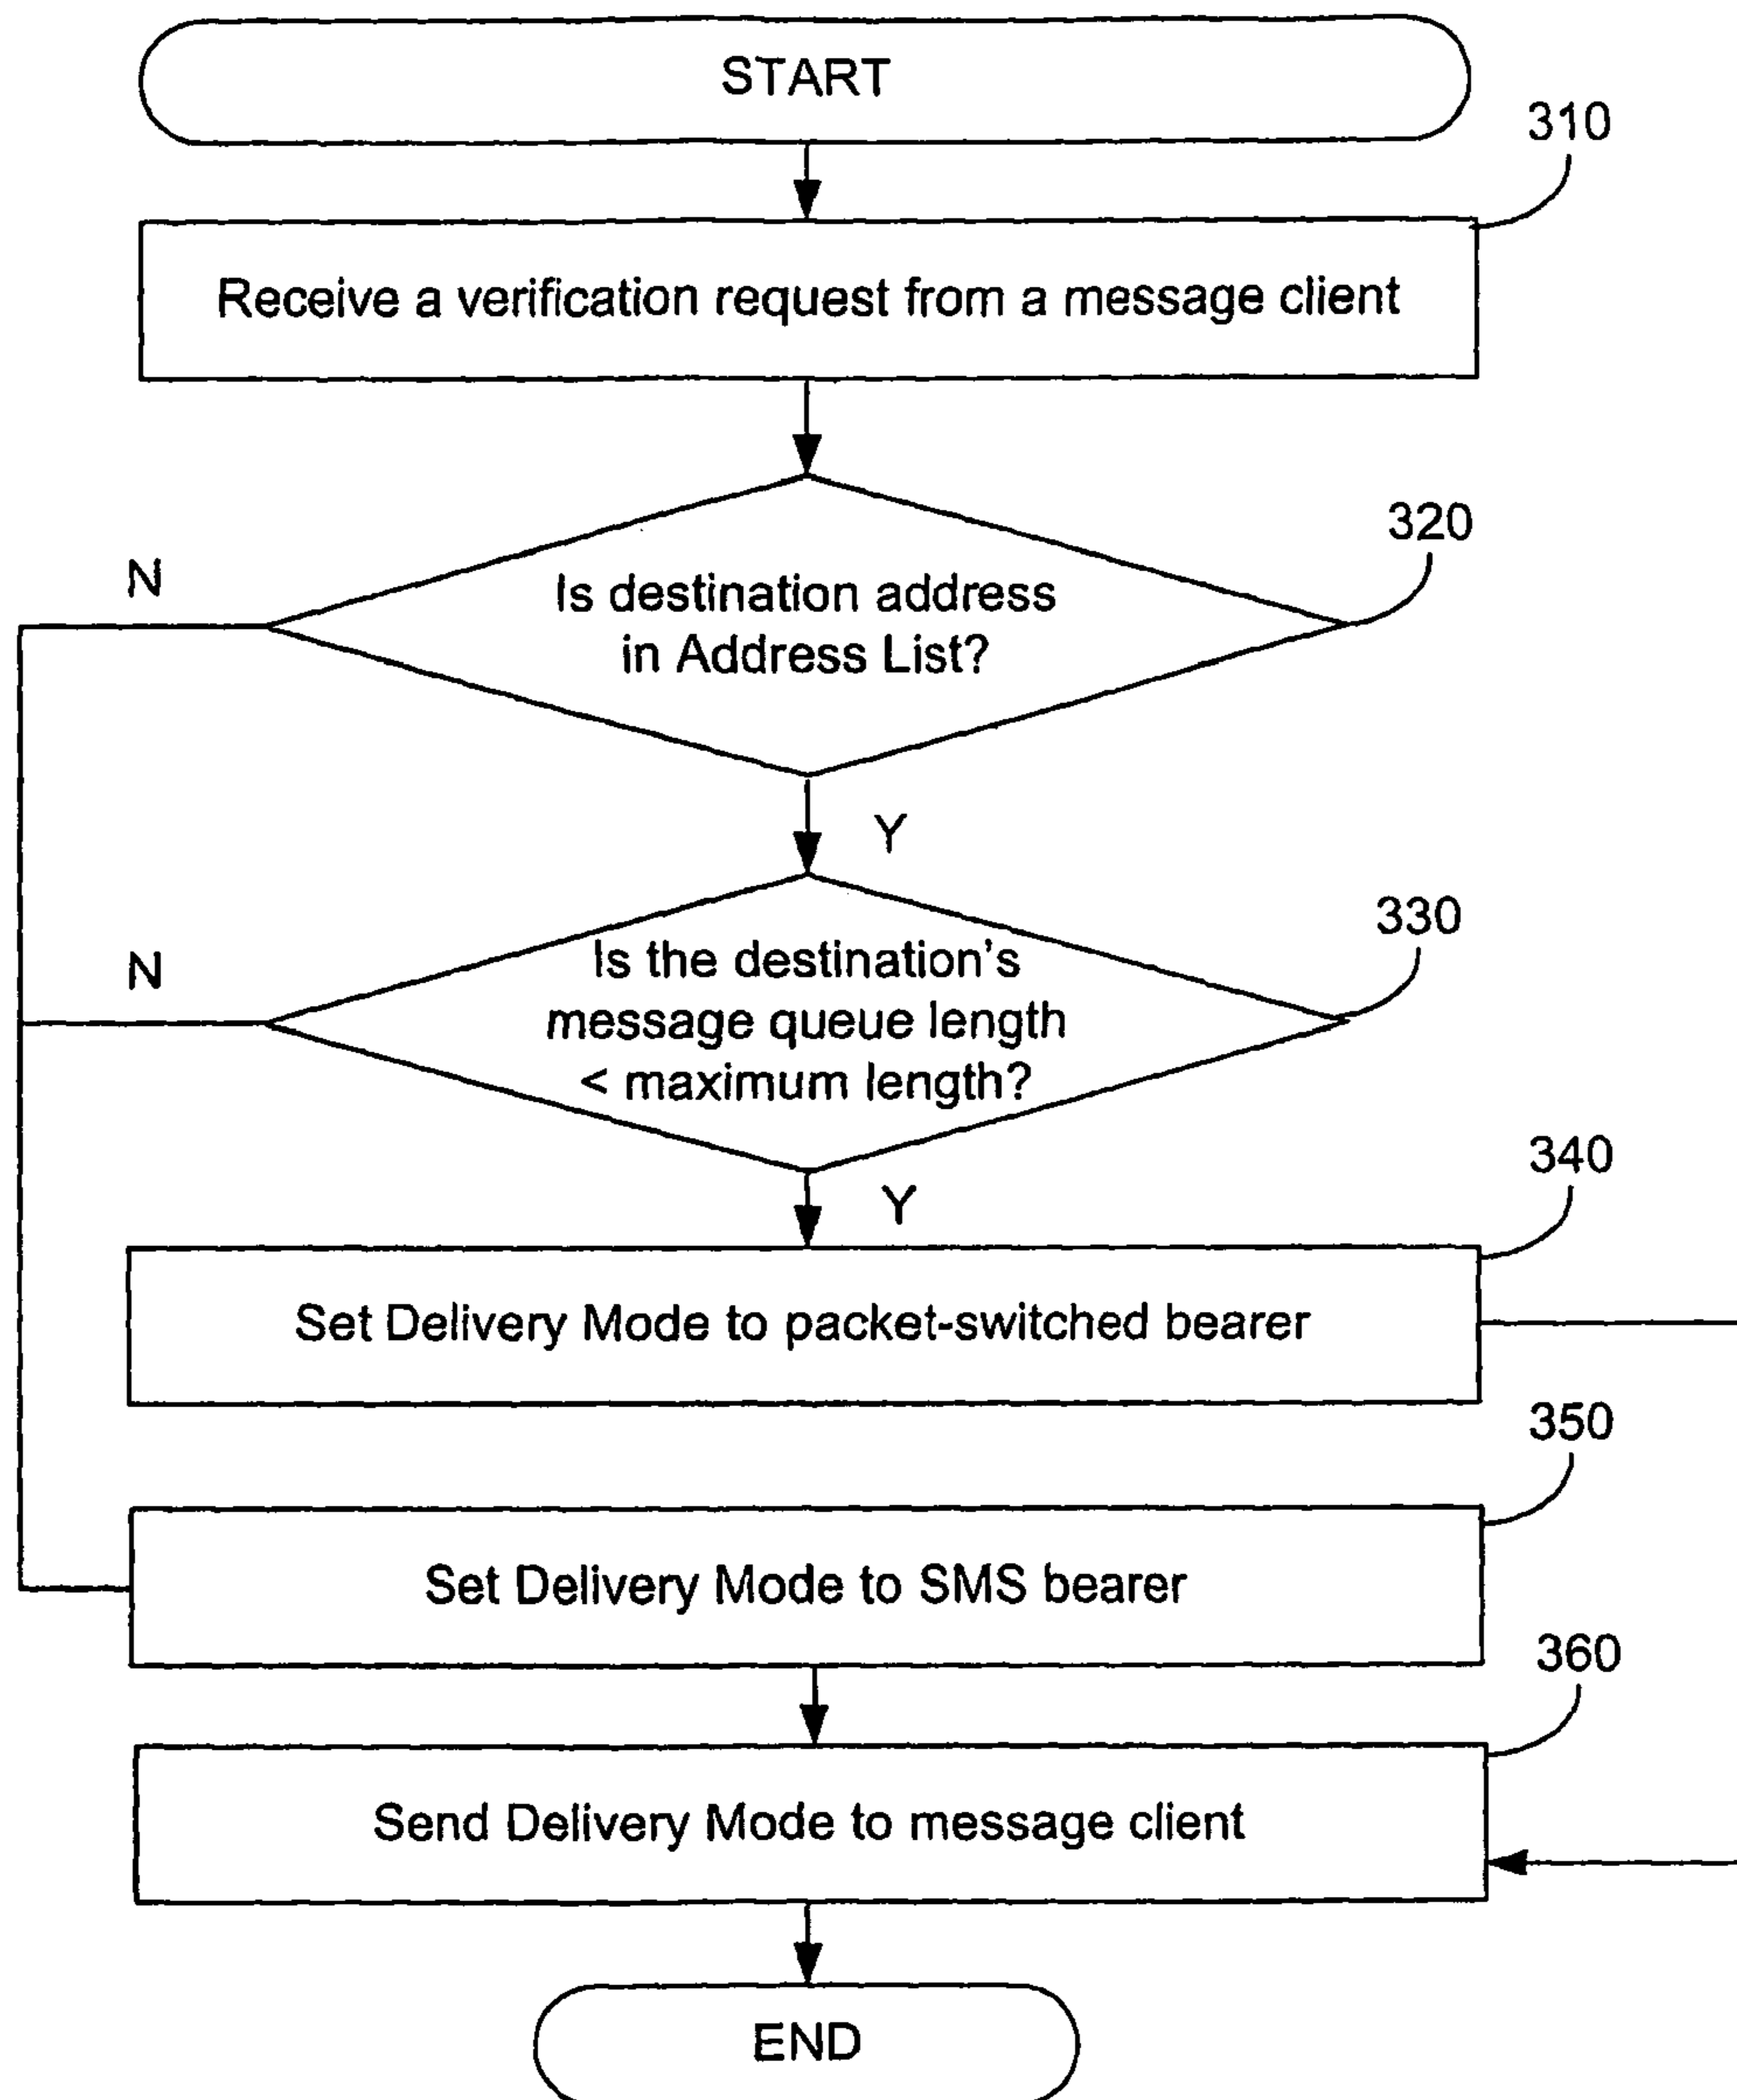 START
310
Receive a verification request from a message client
320
N
Is destination address
in Address List?
Y
330
N
Is the destination's
message queue length
< maximum length?
Y
340
Set Delivery Mode to packet-switched bearer
350
Set Delivery Mode to SMS bearer
360
Send Delivery Mode to message client
END